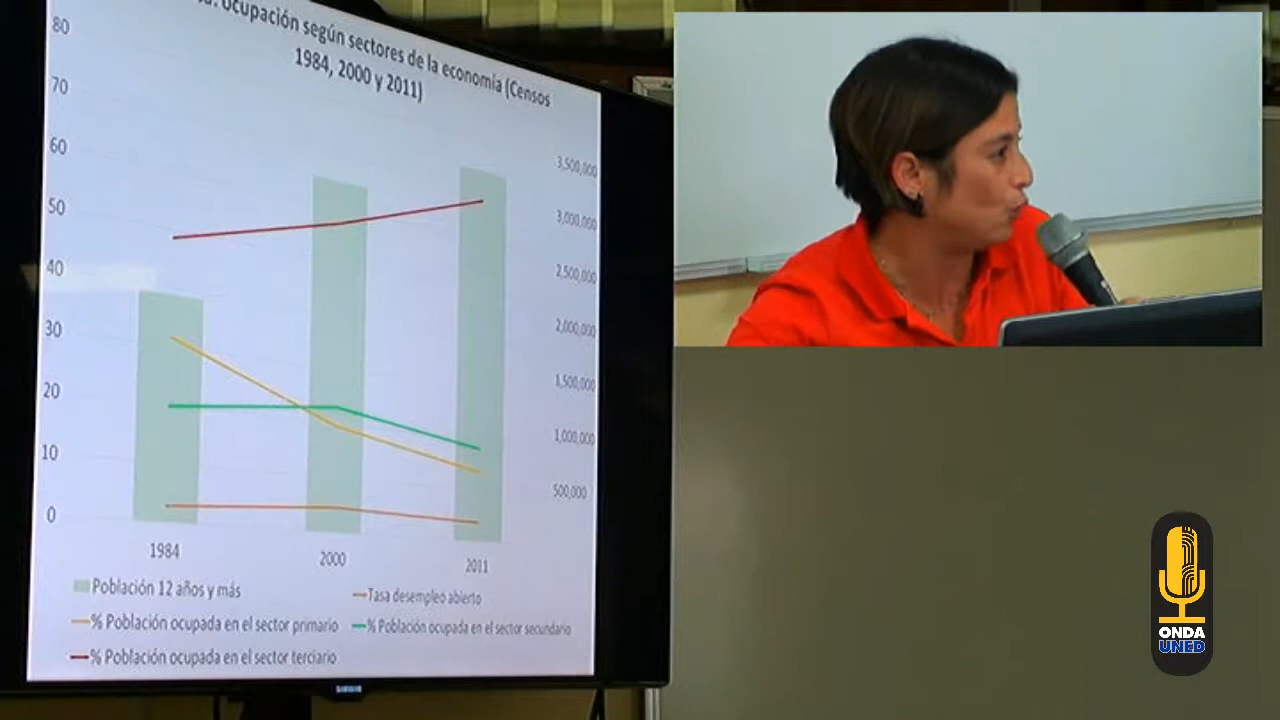 ocupación según sectores de la economía (Censos
1984, 2000 y 2011)
80
70
60
50
40
30
20
10
0
3,500,000
3,000,000
2,500,000
2,000,000
1,500,000
1,000,000
500,000
1984
2000
2011
Población 12 años y más
Tasa desempleo abierto
% Población ocupada en el sector primario
% Población ocupada en el sector secundario
% Población ocupada en el sector terciario
SAMSUNG
ONDA
UNED